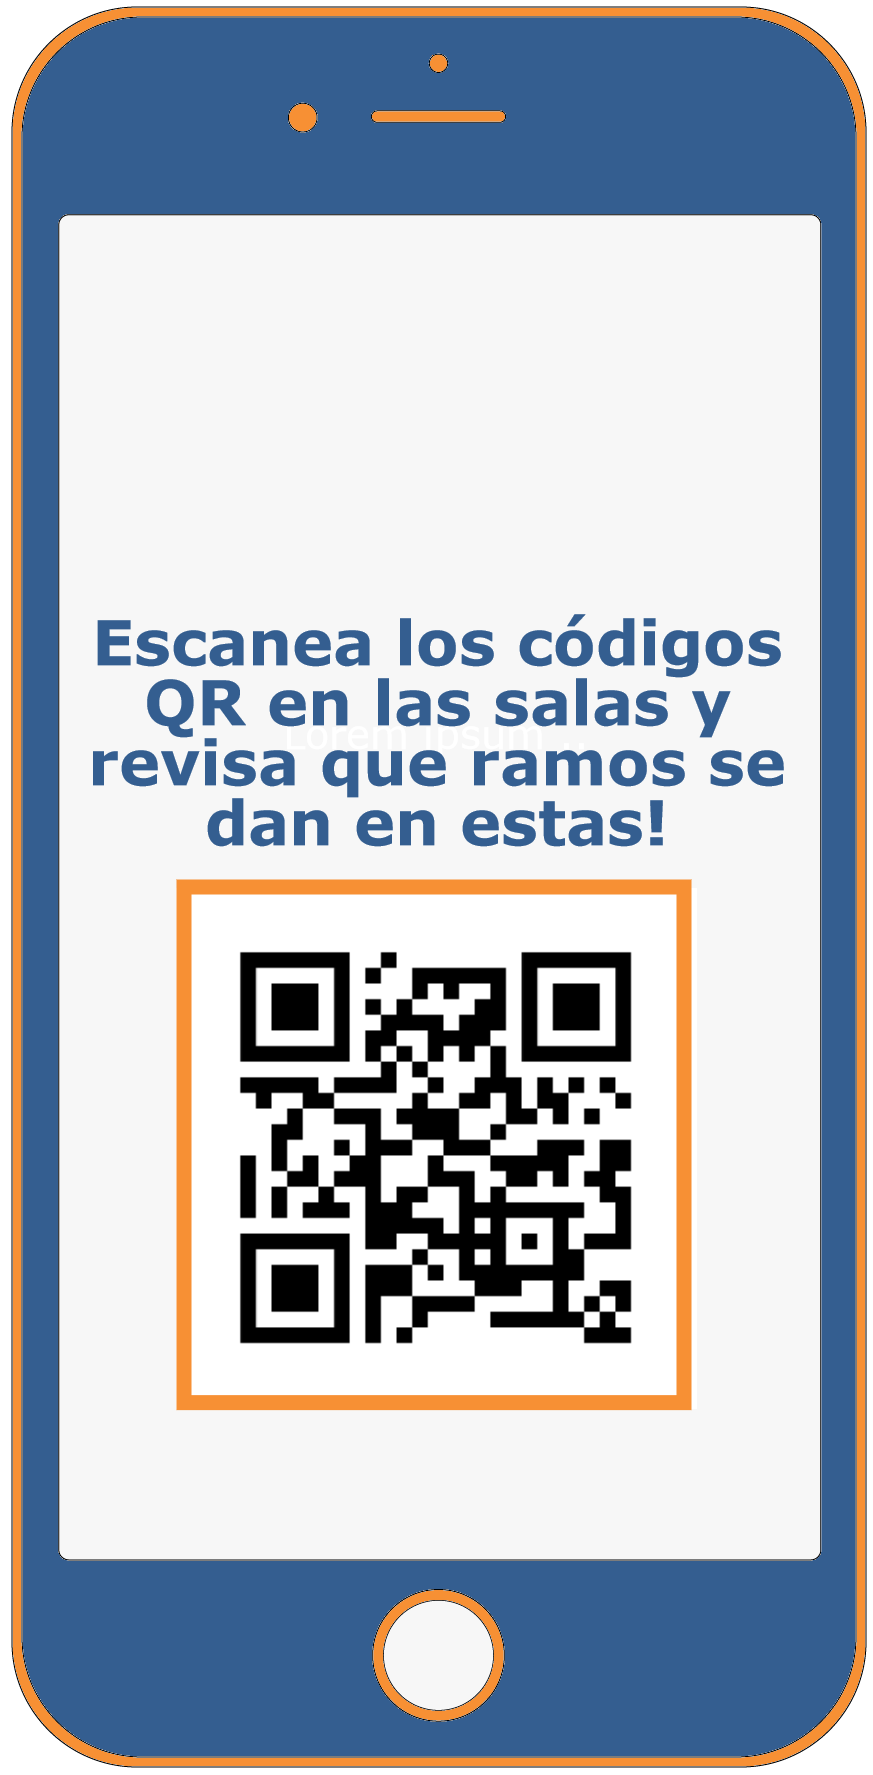 Escanea los códigos
QR en las salas y
Lorem ipsum...
revisa que ramos se
dan en estas!